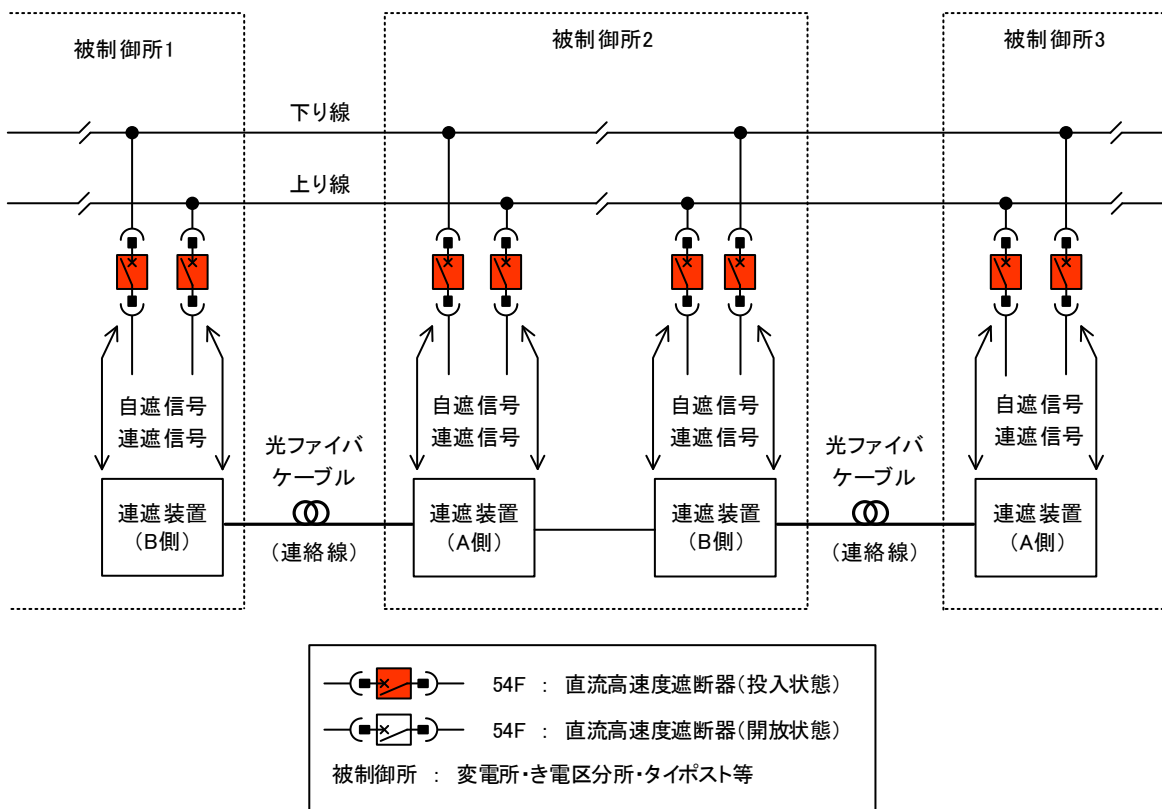 被制御所1
被制御所2
被制御所3
下り線
上り線
自遮信号
連遮信号
自遮信号
連遮信号
自遮信号
連遮信号
自遮信号
連遮信号
光ファイバ
ケーブル
(連絡線)
光ファイバ
ケーブル
(連絡線)
連遮装置
(B側)
連遮装置
(A側)
連遮装置
(B側)
連遮装置
(A側)
54F : 直流高速度遮断器(投入状態)
54F : 直流高速度遮断器(開放状態)
被制御所 : 変電所・き電区分所・タイポスト等